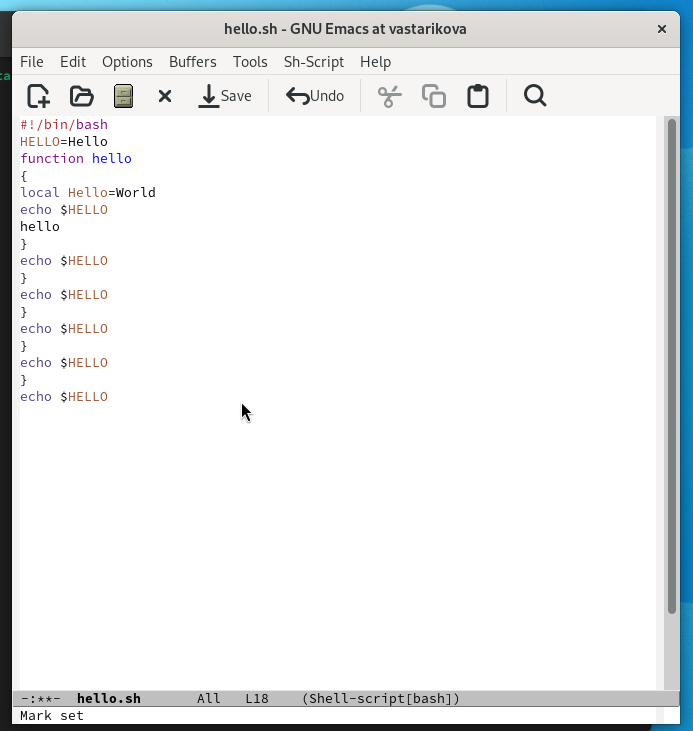 hello.sh - GNU Emacs at vastarikova
File Edit Options Buffers Tools Sh-Script Help
Save Undo
ta
#!/bin/bash
HELLO=Hello
function hello
{
local Hello=World
echo $HELLO
hello
}
echo $HELLO
}
echo $HELLO
}
echo $HELLO
}
echo $HELLO
}
echo $HELLO
-:**- hello.sh All L18 (Shell-script[bash])
Mark set